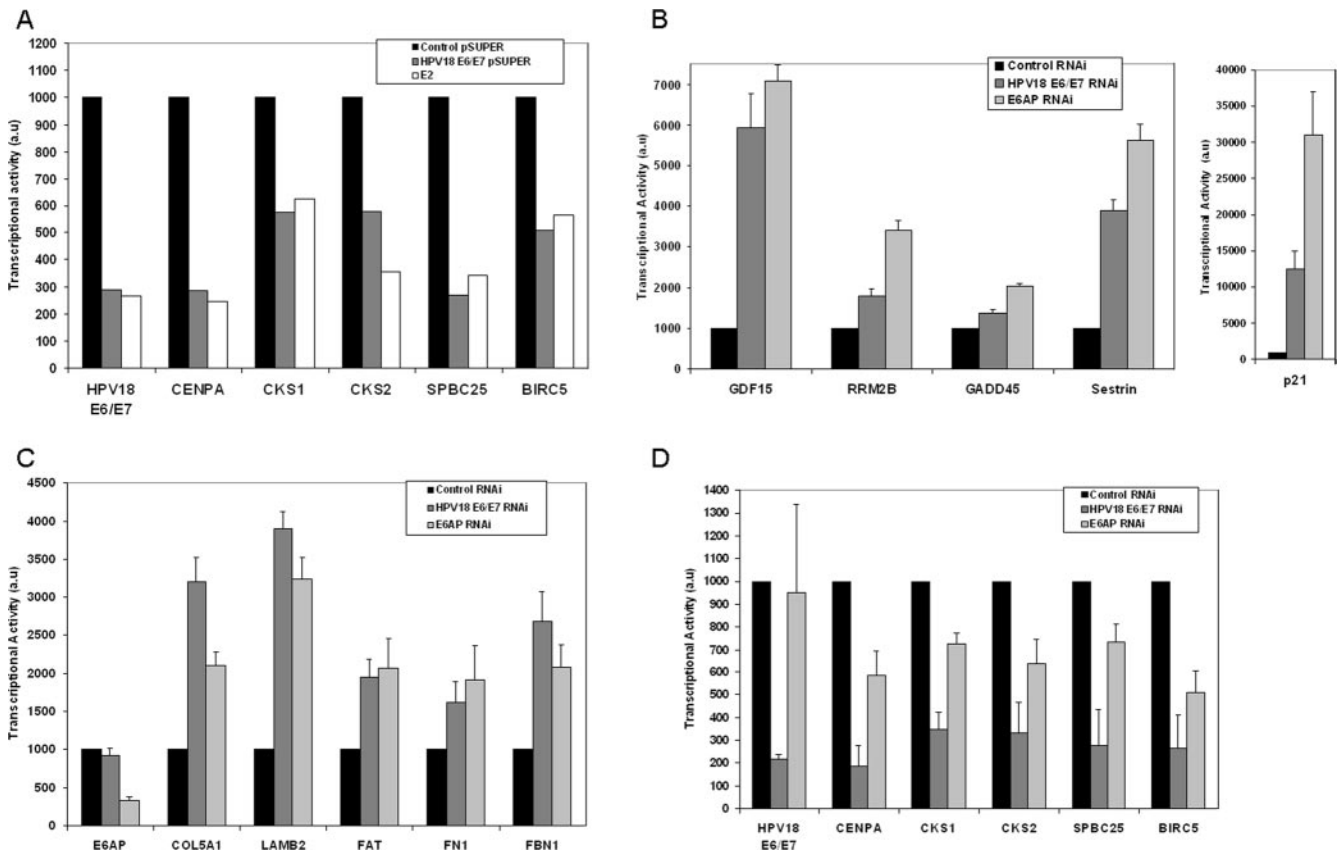 A
Transcriptional activity (a.u)
1200
1100
1000
900
800
700
600
500
400
300
200
100
0
Control pSUPER
HPV18 E6/E7 pSUPER
E2
HPV18 E6/E7
CENPA
CKS1
CKS2
SPBC25
BIRC5
B
Transcriptional Activity (a.u)
7000
6000
5000
4000
3000
2000
1000
0
Control RNAi
HPV18 E6/E7 RNAi
E6AP RNAi
GDF15
RRM2B
GADD45
Sestrin
Transcriptional Activity (a.u)
40000
35000
30000
25000
20000
15000
10000
5000
0
p21
C
Transcriptional Activity (a.u)
4500
4000
3500
3000
2500
2000
1500
1000
500
0
Control RNAi
HPV18 E6/E7 RNAi
E6AP RNAi
E6AP
COL5A1
LAMB2
FAT
FN1
FBN1
D
Transcriptional Activity (a.u)
1400
1300
1200
1100
1000
900
800
700
600
500
400
300
200
100
0
Control RNAi
HPV18 E6/E7 RNAi
E6AP RNAi
HPV18
E6/E7
CENPA
CKS1
CKS2
SPBC25
BIRC5